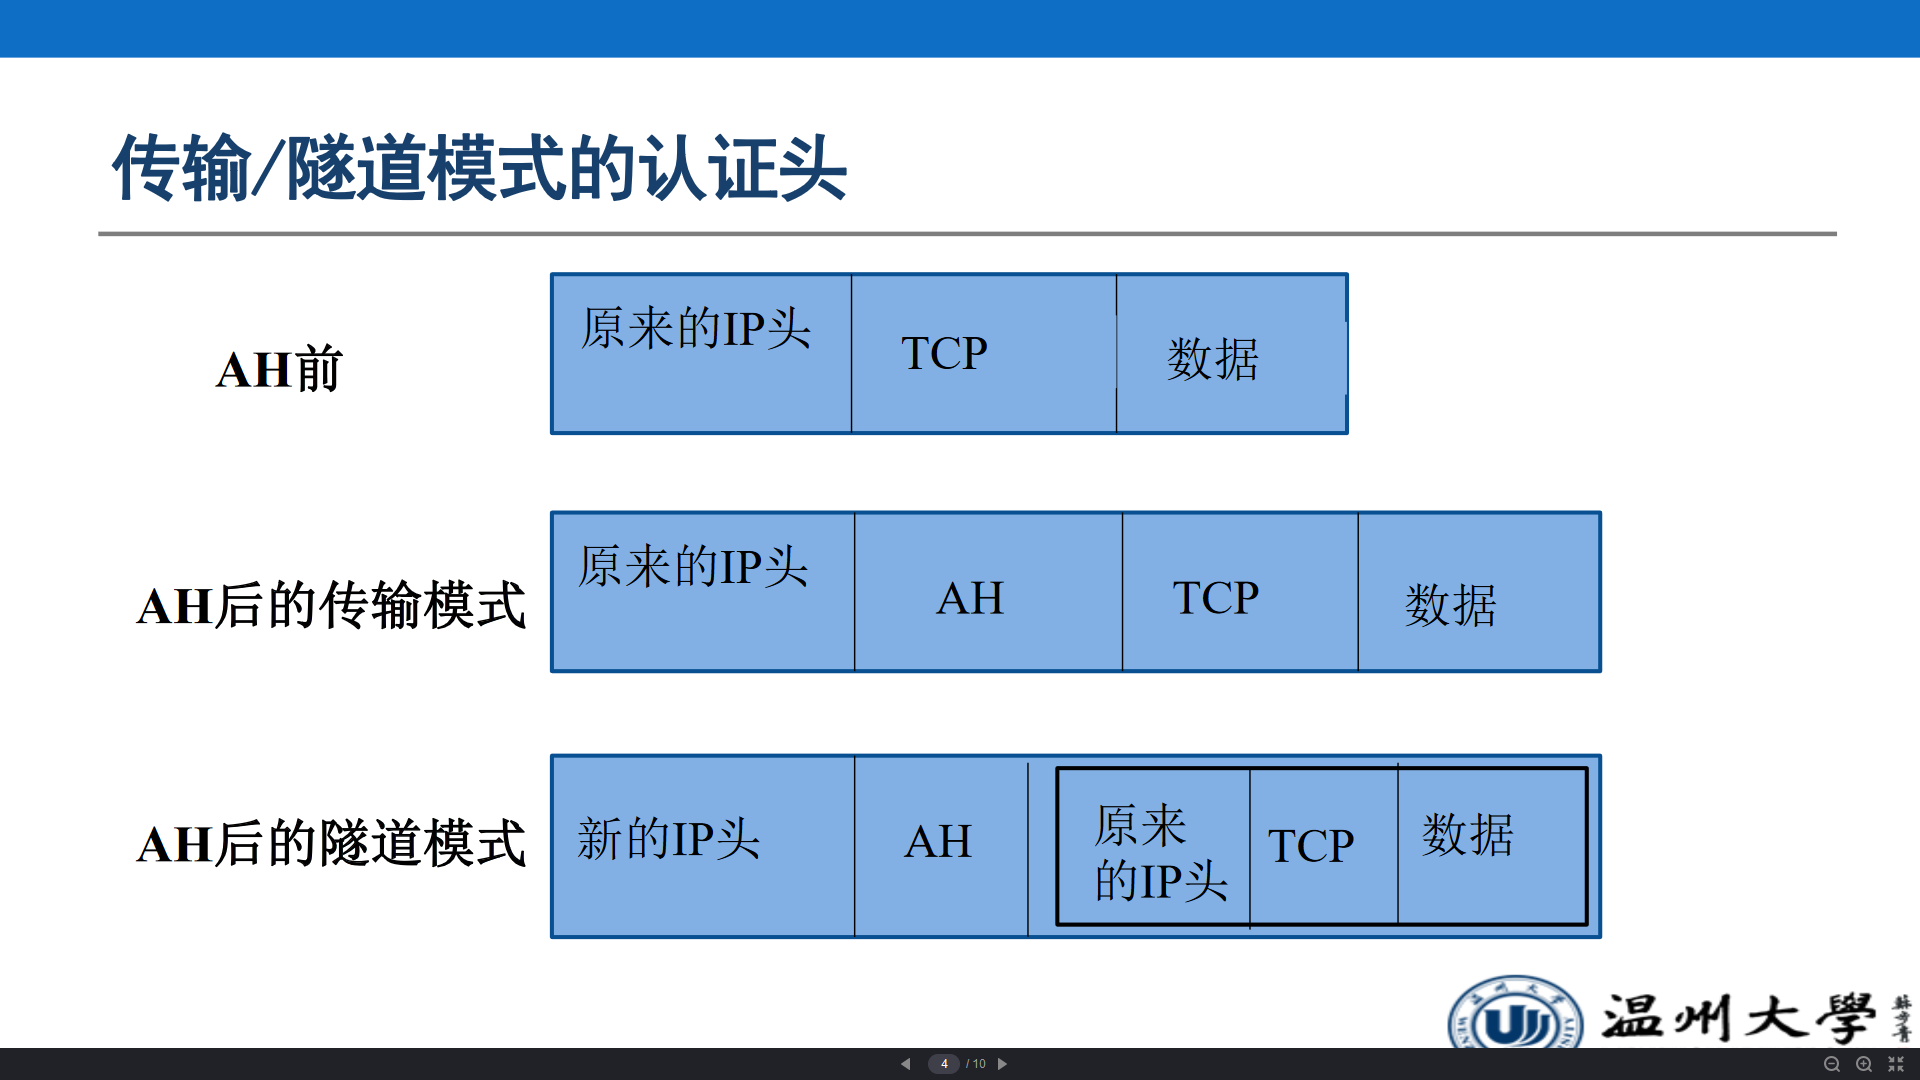 传输/隧道模式的认证头
AH前
原来的IP头
TCP
数据
AH后的传输模式
原来的IP头
AH
TCP
数据
AH后的隧道模式
新的IP头
AH
原来
的IP头
TCP
数据
温州大學
4
/ 10